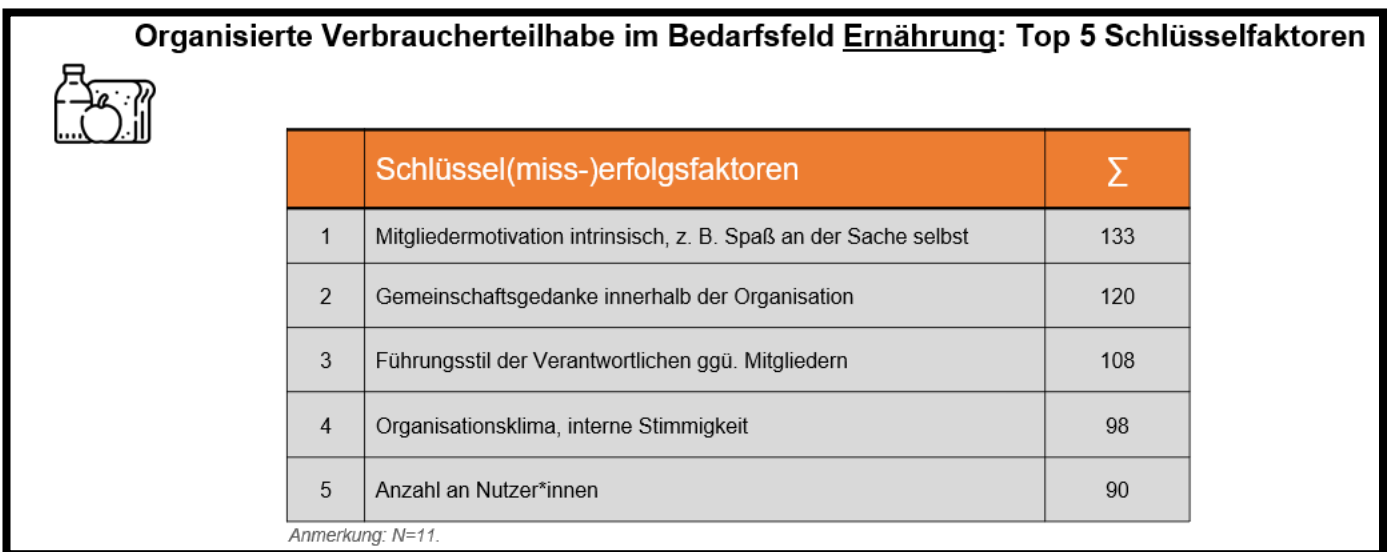 Organisierte Verbraucherteilhabe im Bedarfsfeld Ernährung: Top 5 Schlüsselfaktoren
Schlüssel(miss-)erfolgsfaktoren ∑
1 Mitgliedermotivation intrinsisch, z. B. Spaß an der Sache selbst 133
2 Gemeinschaftsgedanke innerhalb der Organisation 120
3 Führungsstil der Verantwortlichen ggü. Mitgliedern 108
4 Organisationsklima, interne Stimmigkeit 98
5 Anzahl an Nutzer*innen 90
Anmerkung: N=11.